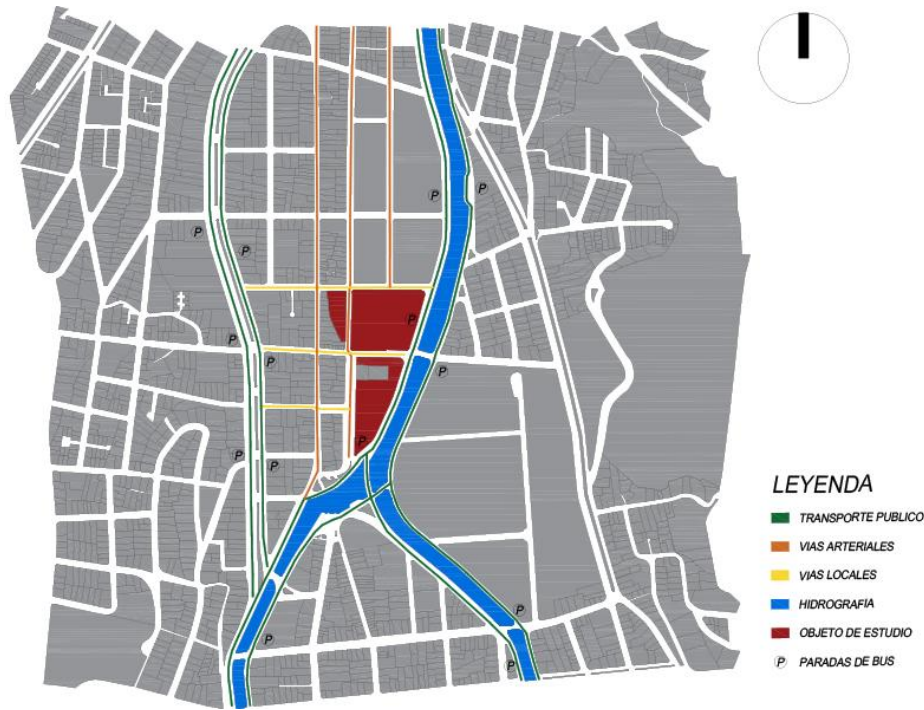 P
P
P
P
P
P
P
P
P
P
P
P
P
P
LEYENDA
TRANSPORTE PUBLICO
VIAS ARTERIALES
VIAS LOCALES
HIDROGRAFIA
OBJETO DE ESTUDIO
P PARADAS DE BUS